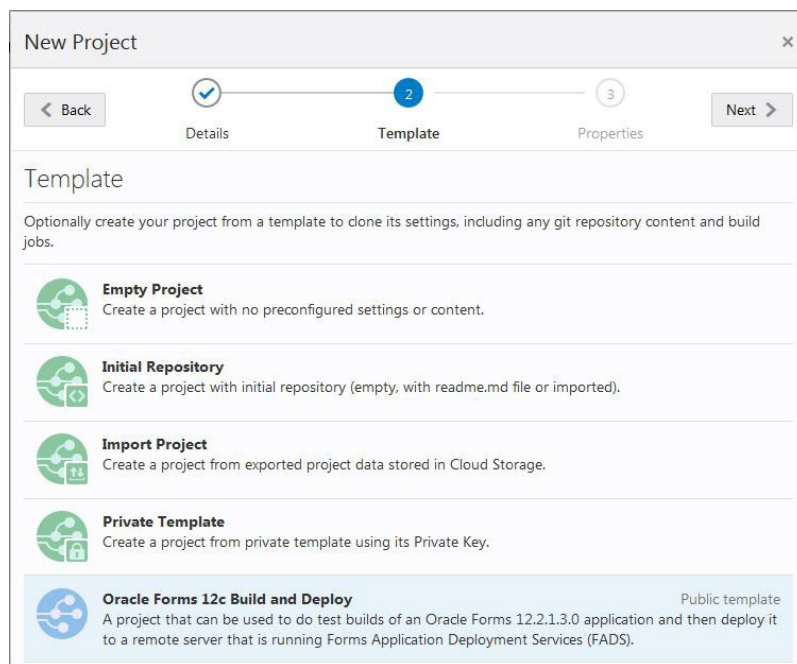 New Project
×
Back
2
3
Next
Details
Template
Properties
Template
Optionally create your project from a template to clone its settings, including any git repository content and build
jobs.
Empty Project
Create a project with no preconfigured settings or content.
Initial Repository
Create a project with initial repository (empty, with readme.md file or imported).
Import Project
Create a project from exported project data stored in Cloud Storage.
Private Template
Create a project from private template using its Private Key.
Oracle Forms 12c Build and Deploy
Public template
A project that can be used to do test builds of an Oracle Forms 12.2.1.3.0 application and then deploy it
to a remote server that is running Forms Application Deployment Services (FADS).